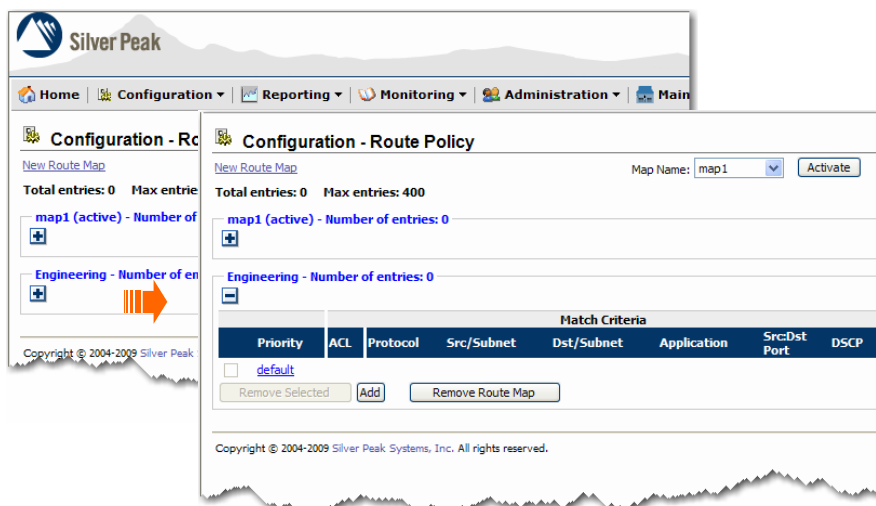 Silver Peak
Home Configuration Reporting Monitoring Administration Main
Configuration - Ro
New Route Map
Total entries: 0 Max entrie
map1 (active) - Number of
Engineering - Number of en
Copyright © 2004-2009 Silver Peak
Configuration - Route Policy
New Route Map
Map Name: map1 Activate
Total entries: 0 Max entries: 400
map1 (active) - Number of entries: 0
Engineering - Number of entries: 0
Match Criteria
Priority ACL Protocol Src/Subnet Dst/Subnet Application Src:Dst Port DSCP
default
Remove Selected Add Remove Route Map
Copyright © 2004-2009 Silver Peak Systems, Inc. All rights reserved.